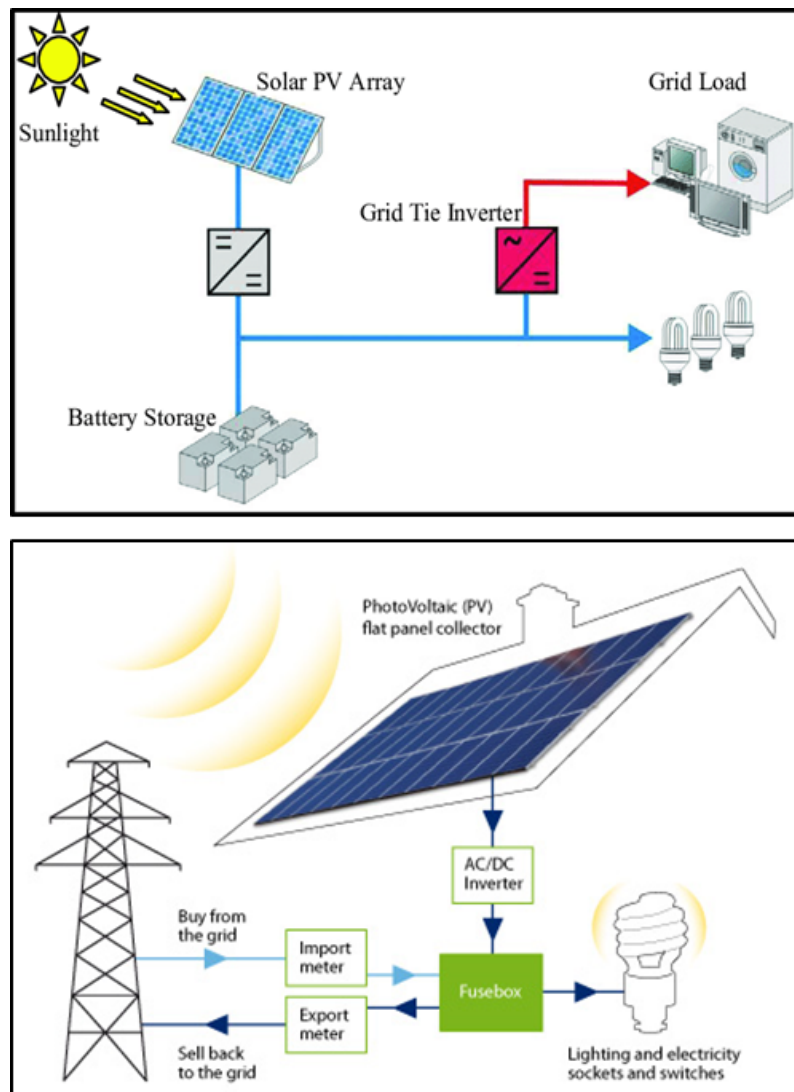 Solar PV Array
Grid Load
Sunlight
Grid Tie Inverter
Battery Storage
PhotoVoltaic (PV)
flat panel collector
AC/DC
Inverter
Buy from
the grid
Import
meter
Fusebox
Export
meter
Sell back
to the grid
Lighting and electricity
sockets and switches